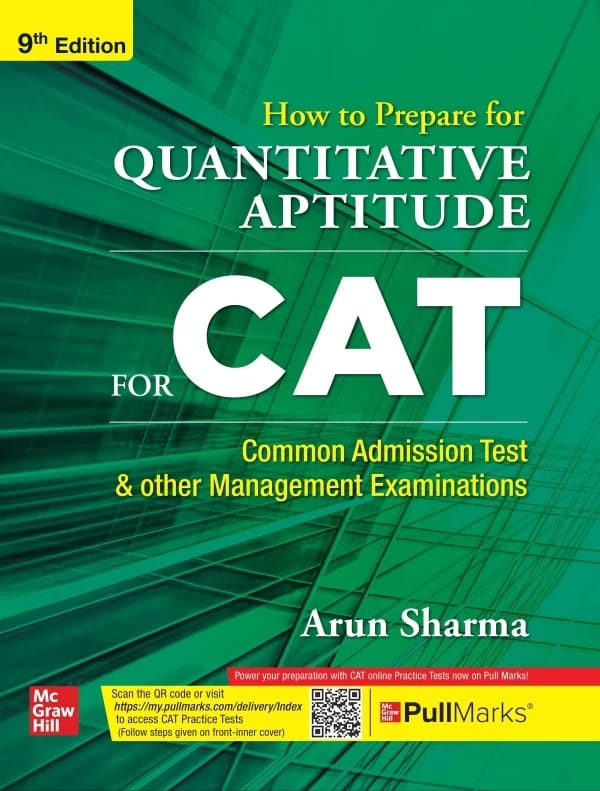 9th Edition
How to Prepare for
QUANTITATIVE
APTITUDE
FOR CAT
Common Admission Test
& other Management Examinations
Arun Sharma
Power your preparation with CAT online Practice Tests now on Pull Marks!
Mc
Graw
Hill
Scan the QR code or visit
https://my.pullmarks.com/delivery/Index
to access CAT Practice Tests
(Follow steps given on front-inner cover)
Mc
Graw
Hill
PullMarks®